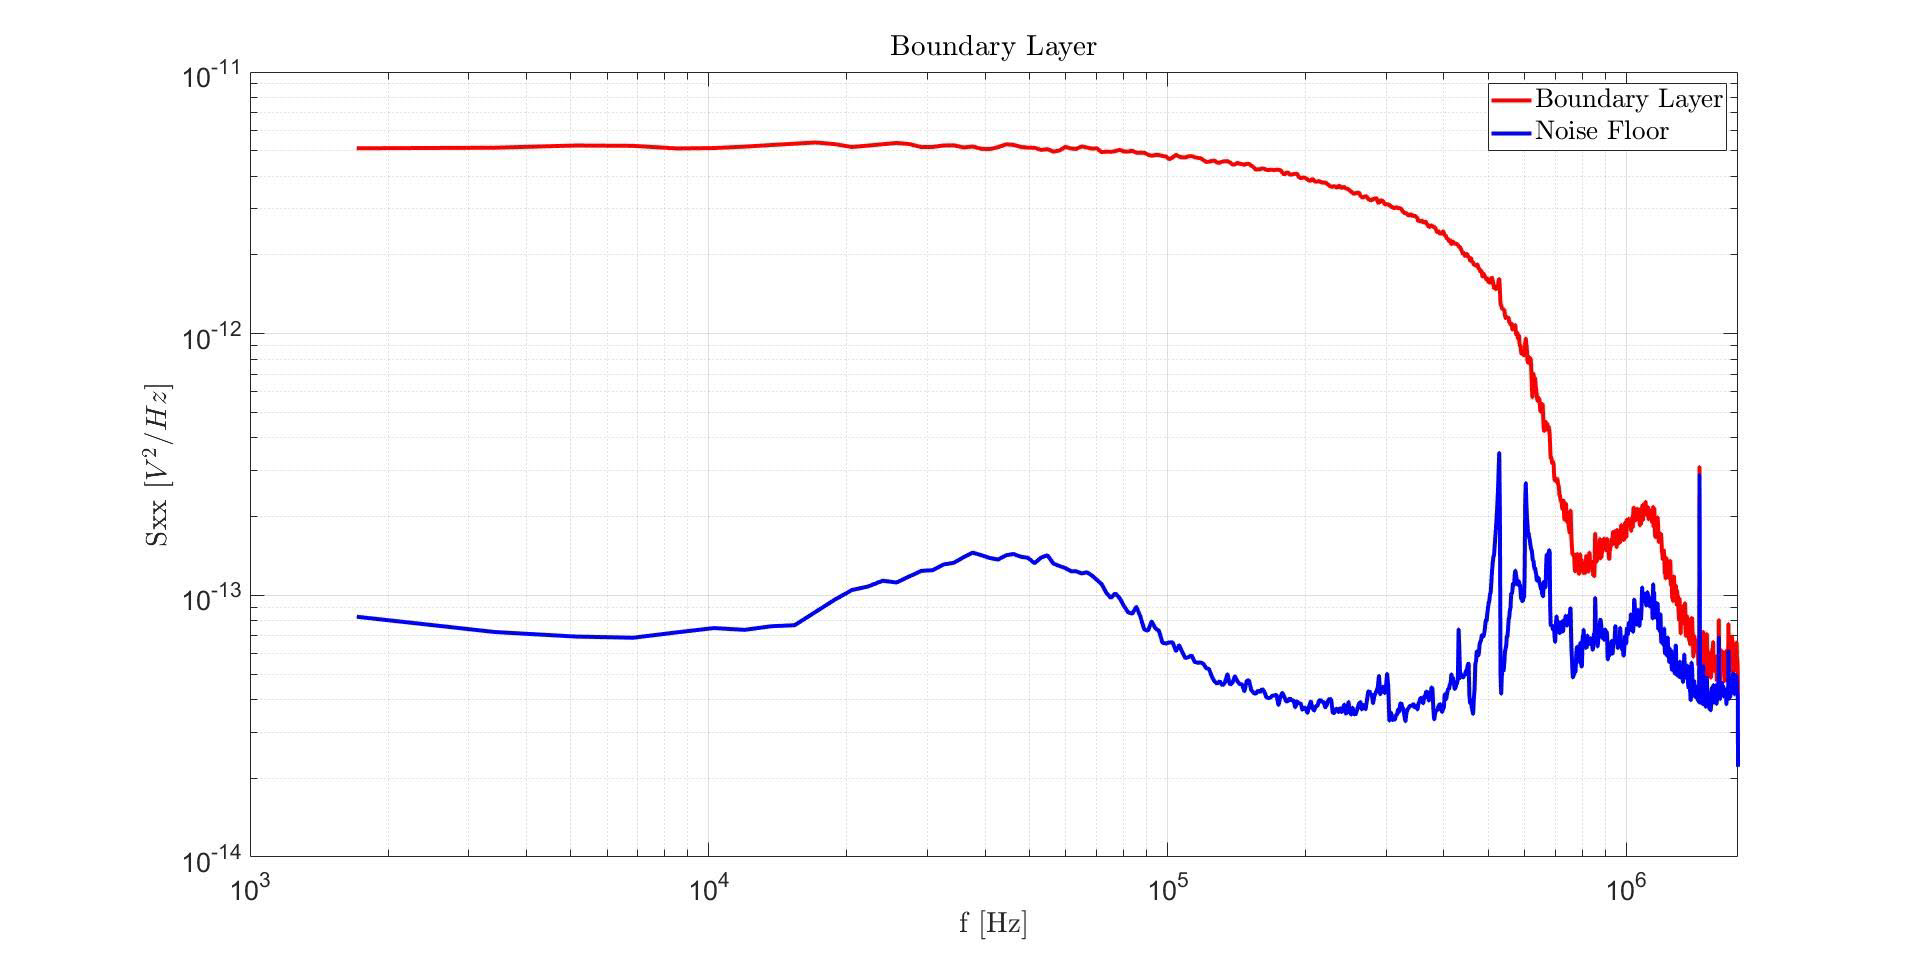 Boundary Layer
10^-11
Boundary Layer
Noise Floor
10^-12
Sxx [V^2/Hz]
10^-13
10^-14
10^3 10^4 10^5 10^6
f [Hz]